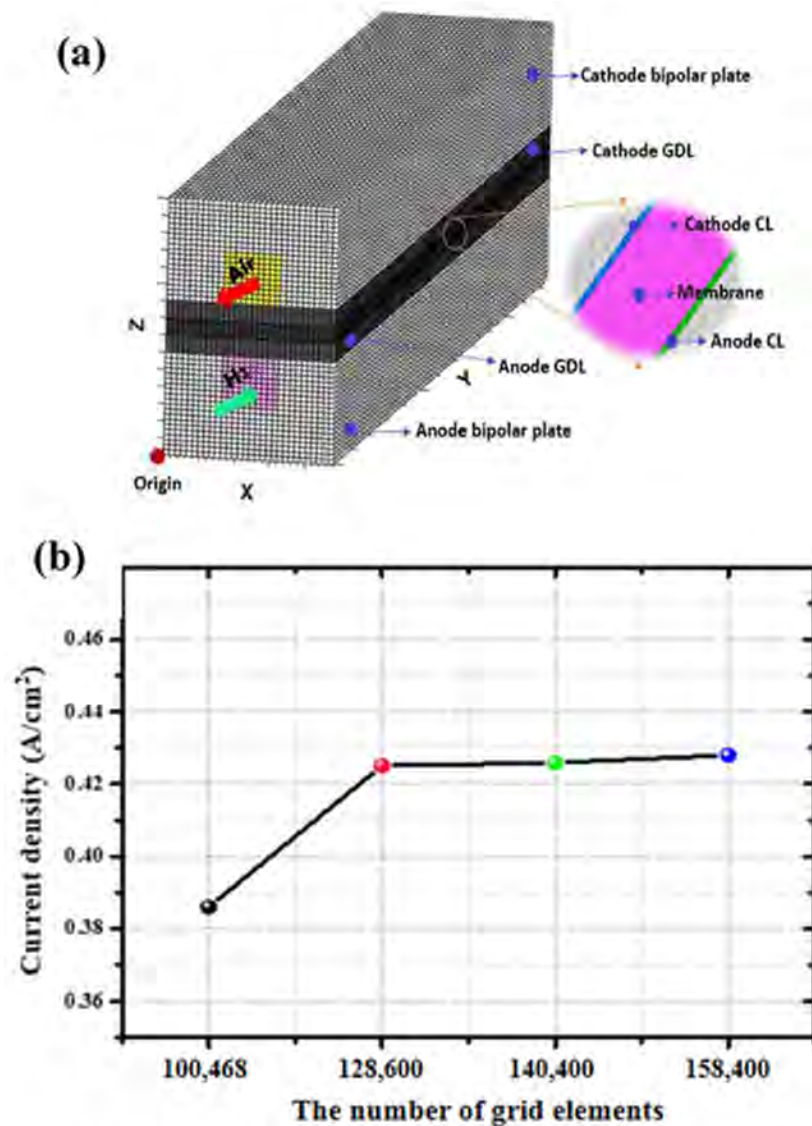 (a)
Cathode bipolar plate
Cathode GDL
Cathode CL
Air
Membrane
Z
Anode CL
H₂
Anode GDL
Y
Anode bipolar plate
Origin
X
(b)
Current density (A/cm²)
0.46
0.44
0.42
0.40
0.38
0.36
100,468 128,600 140,400 158,400
The number of grid elements